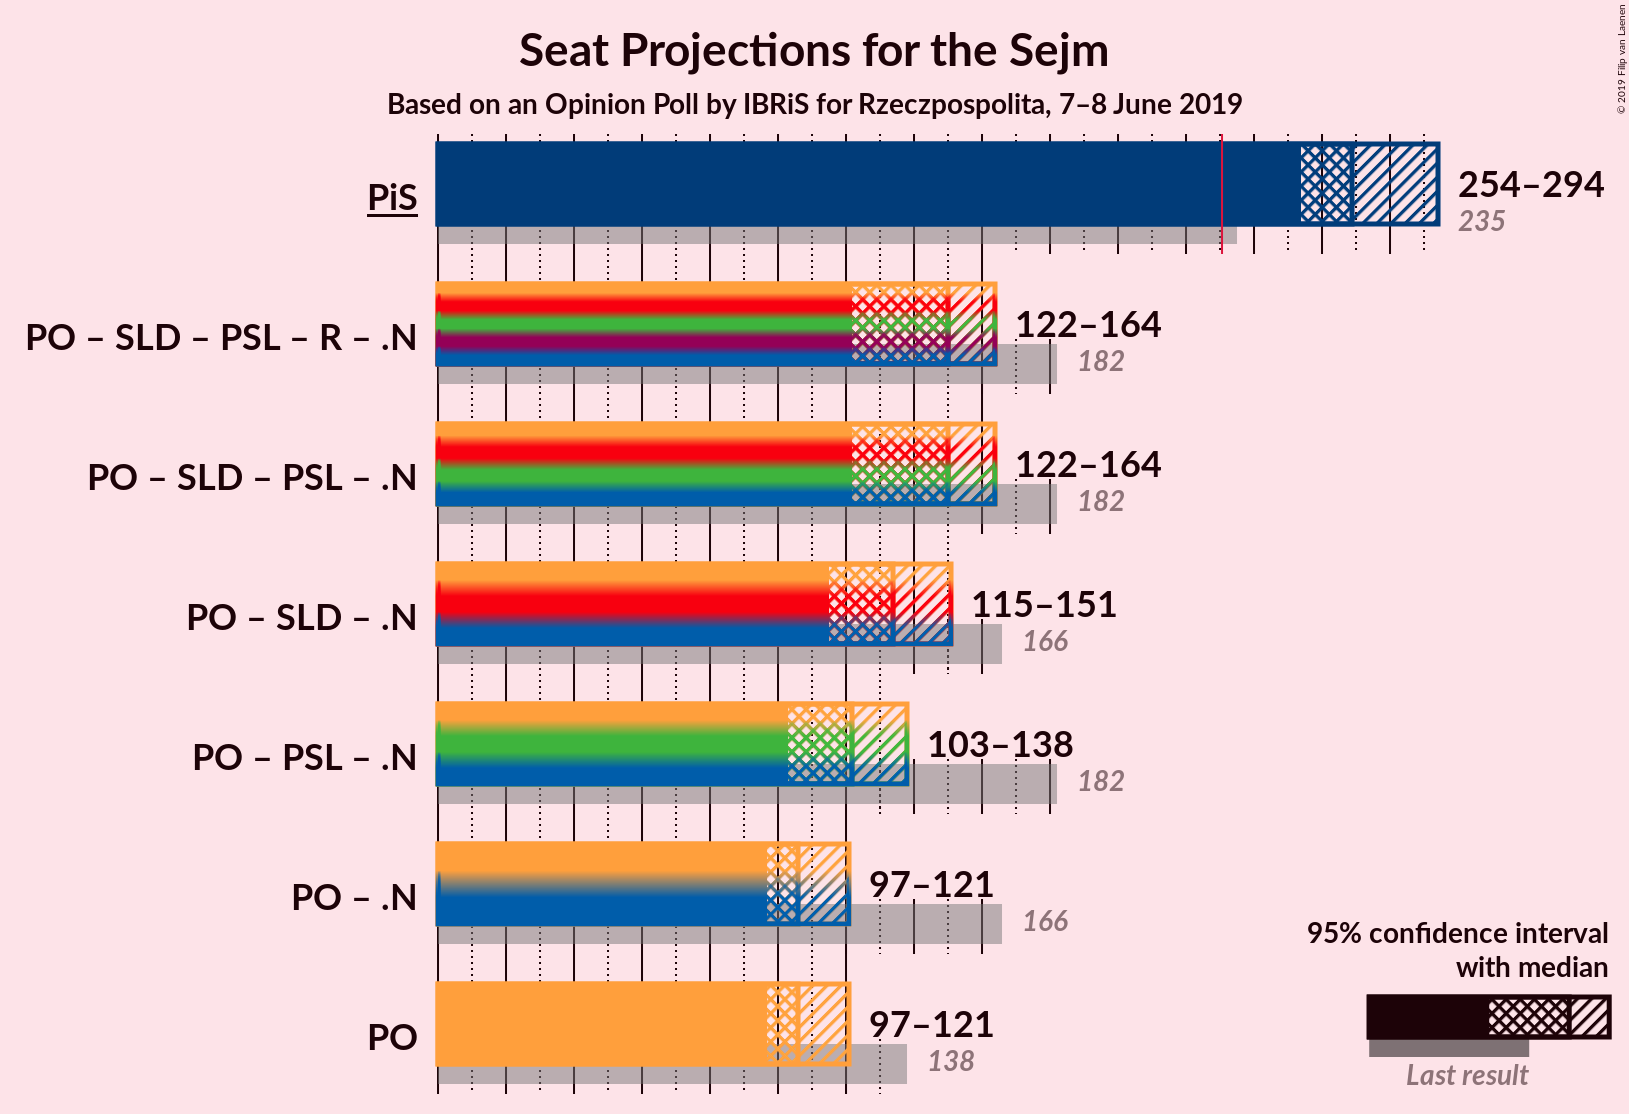 Seat Projections for the Sejm
Based on an Opinion Poll by IBRiS for Rzeczpospolita, 7–8 June 2019
© 2019 Filip van Laenen
PiS
254–294
235
PO – SLD – PSL – R – .N
122–164
182
PO – SLD – PSL – .N
122–164
182
PO – SLD – .N
115–151
166
PO – PSL – .N
103–138
182
PO – .N
97–121
166
PO
97–121
138
95% confidence interval
with median
Last result